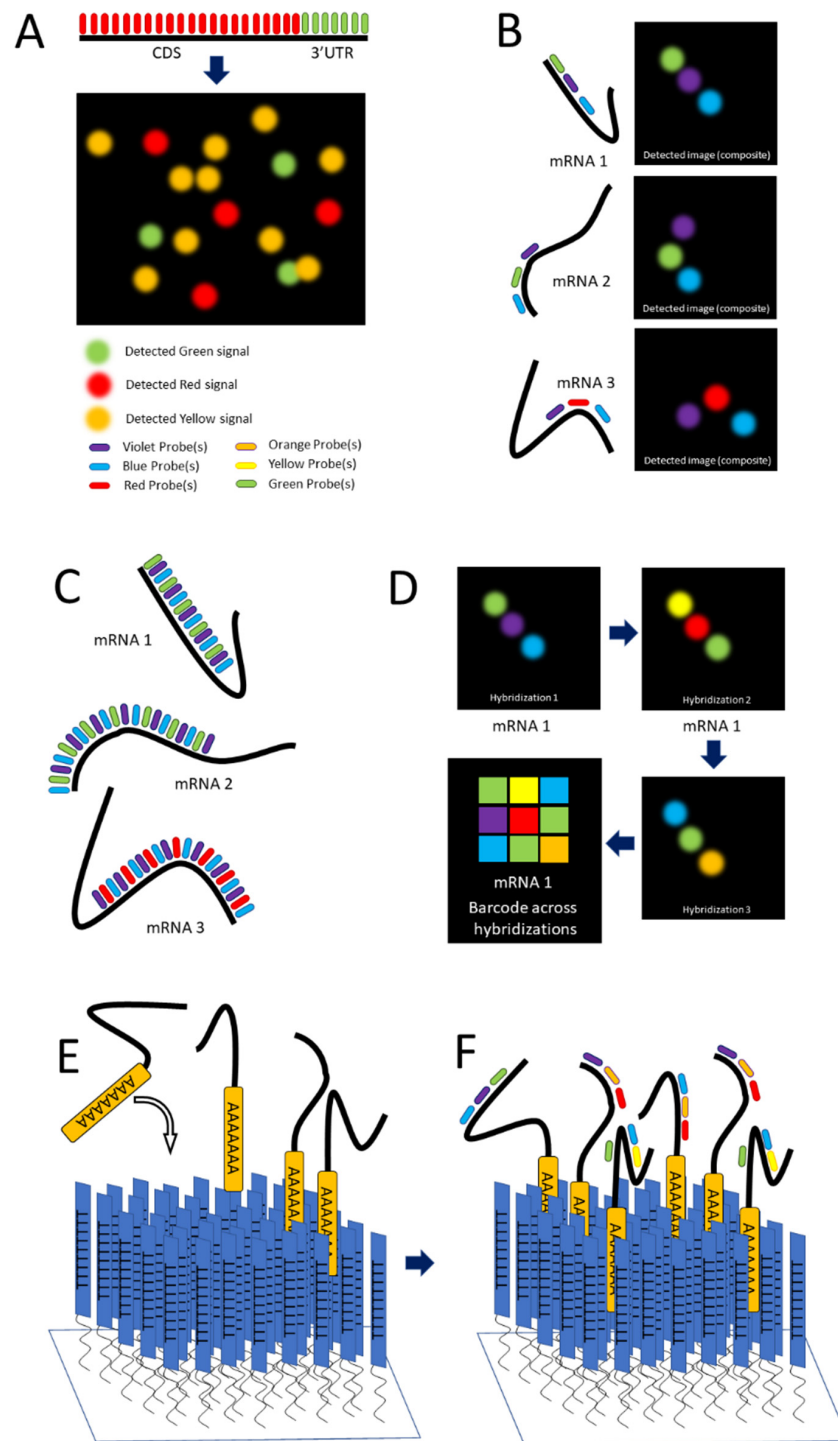 A
CDS
3'UTR
Detected Green signal
Detected Red signal
Detected Yellow signal
Violet Probe(s)
Orange Probe(s)
Blue Probe(s)
Yellow Probe(s)
Red Probe(s)
Green Probe(s)
B
mRNA 1
Detected image (composite)
mRNA 2
Detected image (composite)
mRNA 3
Detected image (composite)
C
mRNA 1
mRNA 2
mRNA 3
D
Hybridization 1
mRNA 1
Hybridization 2
mRNA 1
Hybridization 3
mRNA 1
Barcode across
hybridizations
E
AAAAAAA
AAAAAAA
F